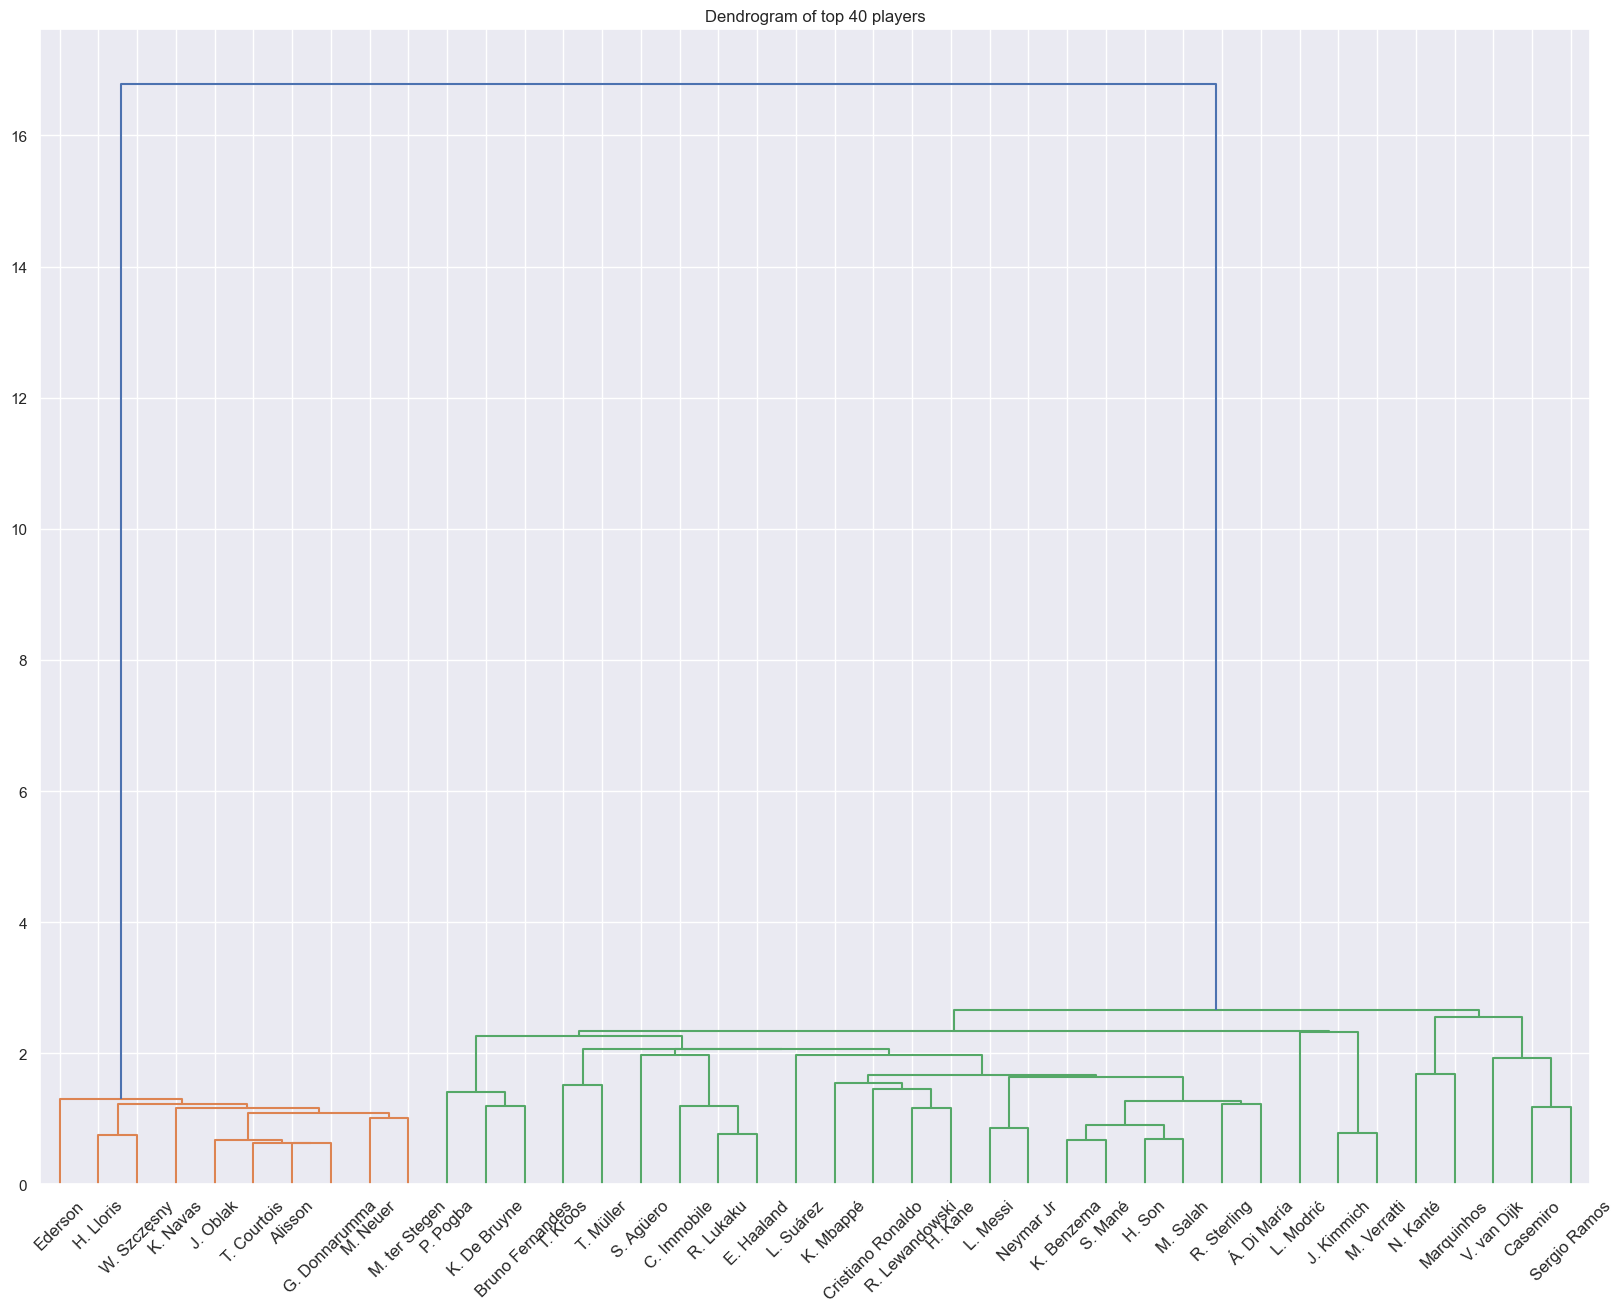 Dendrogram of top 40 players
16
14
12
10
8
6
4
2
0
Ederson
H. Lloris
W. Szczęsny
K. Navas
J. Oblak
T. Courtois
Alisson
G. Donnarumma
M. Neuer
M. ter Stegen
P. Pogba
K. De Bruyne
Bruno Fernandes
T. Kroos
T. Müller
S. Agüero
C. Immobile
R. Lukaku
E. Haaland
L. Suárez
K. Mbappé
Cristiano Ronaldo
R. Lewandowski
H. Kane
L. Messi
Neymar Jr
K. Benzema
S. Mané
H. Son
M. Salah
R. Sterling
Á. Di María
L. Modrić
J. Kimmich
M. Verratti
N. Kanté
Marquinhos
V. van Dijk
Casemiro
Sergio Ramos